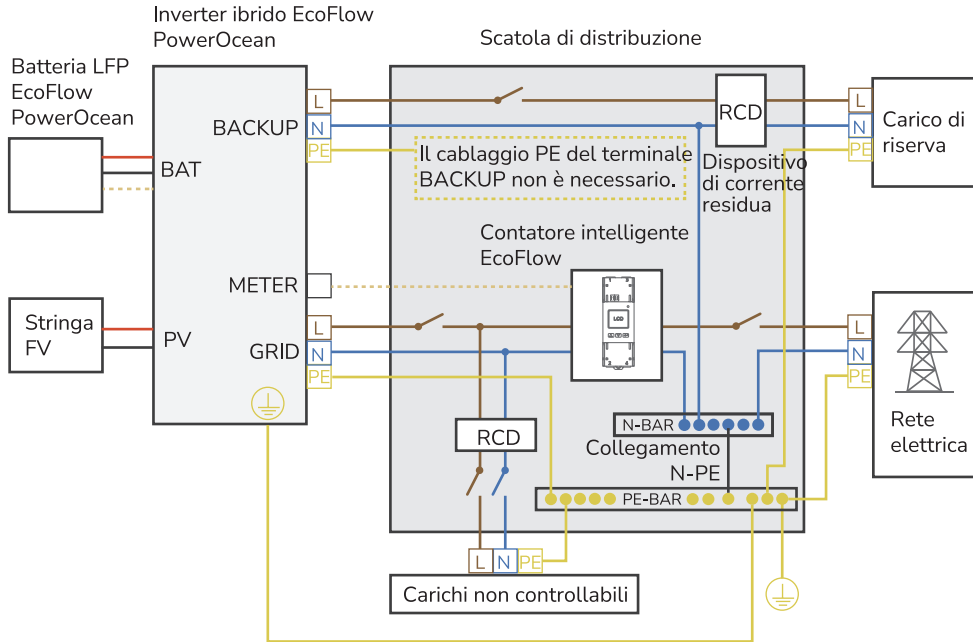 Inverter ibrido EcoFlow
PowerOcean
Scatola di distribuzione
Batteria LFP
EcoFlow
PowerOcean
BACKUP
L
N
PE
BAT
Il cablaggio PE del terminale
BACKUP non è necessario.
RCD
Dispositivo
di corrente
residua
L
N
PE
Carico di
riserva
Contatore intelligente
EcoFlow
METER
LCD
Stringa
FV
PV
GRID
L
N
PE
L
N
PE
Rete
elettrica
RCD
N-BAR
Collegamento
N-PE
PE-BAR
L
N
PE
Carichi non controllabili